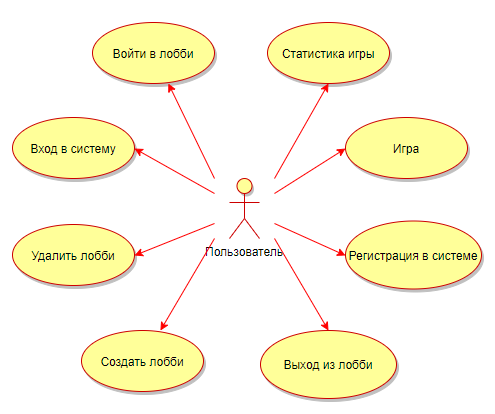 Войти в лобби
Статистика игры
Вход в систему
Игра
Пользователь
Удалить лобби
Регистрация в системе
Создать лобби
Выход из лобби